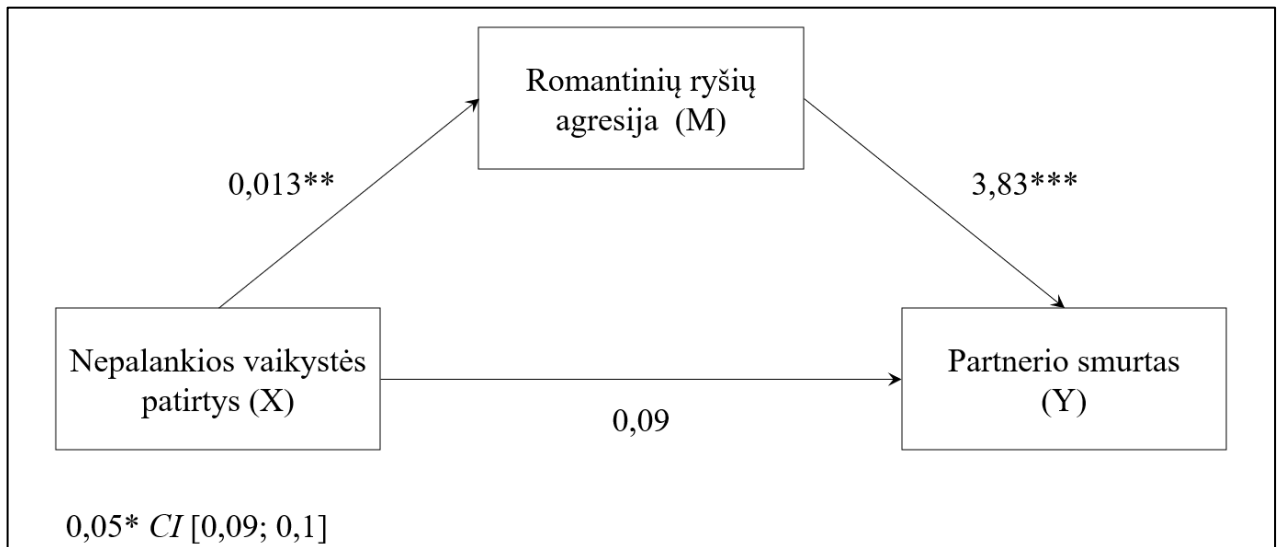 Romantinių ryšių
agresija (M)
0,013**
3,83***
Nepalankios vaikystės
patirtys (X)
Partnerio smurtas
(Y)
0,09
0,05* CI [0,09; 0,1]